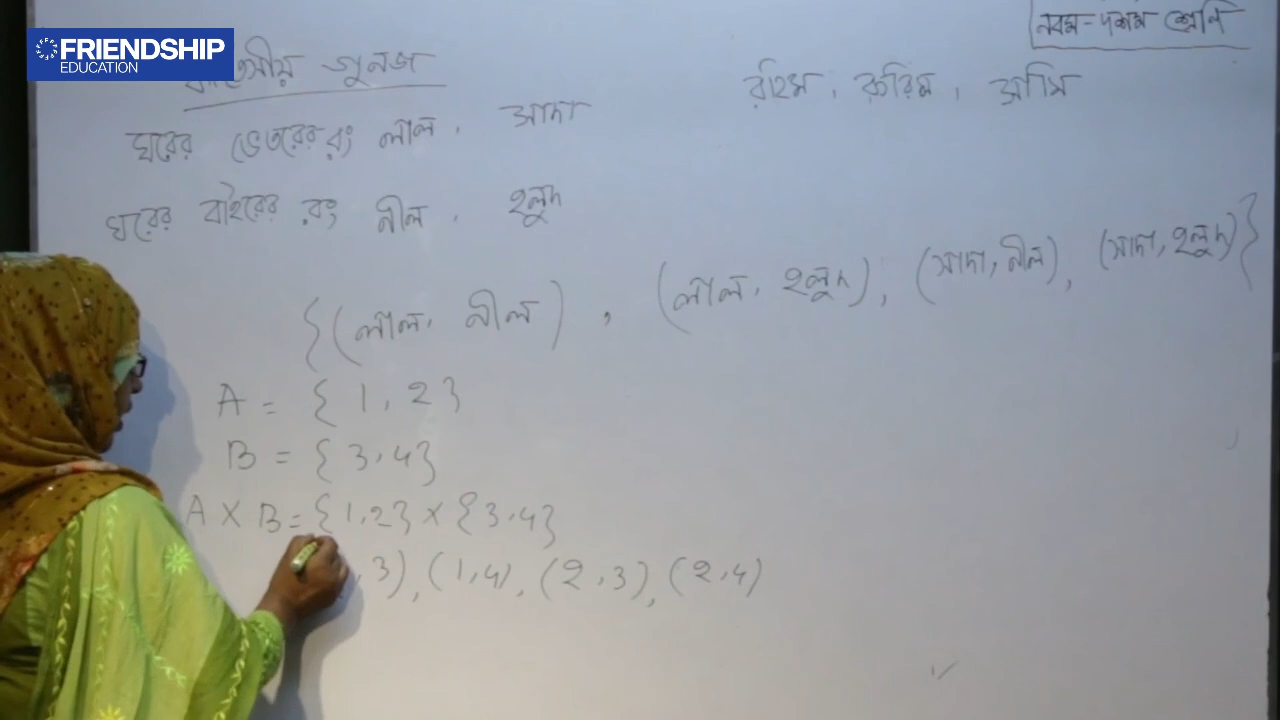 FRIENDSHIP
EDUCATION
নবম-দশম শ্রেণি
গুনজ
রহিম, করিম,
ঘরের ভেতরের রং লাল, সাদা
ঘরের বাইরের রং নীল, হলুদ
{(লাল, নীল), (লাল, হলুদ), (সাদা, নীল), (সাদা, হলুদ)}
A = {1, 2}
B = {3, 4}
A X B = {1, 2} x {3, 4}
, 3), (1, 4), (2, 3), (2, 4)